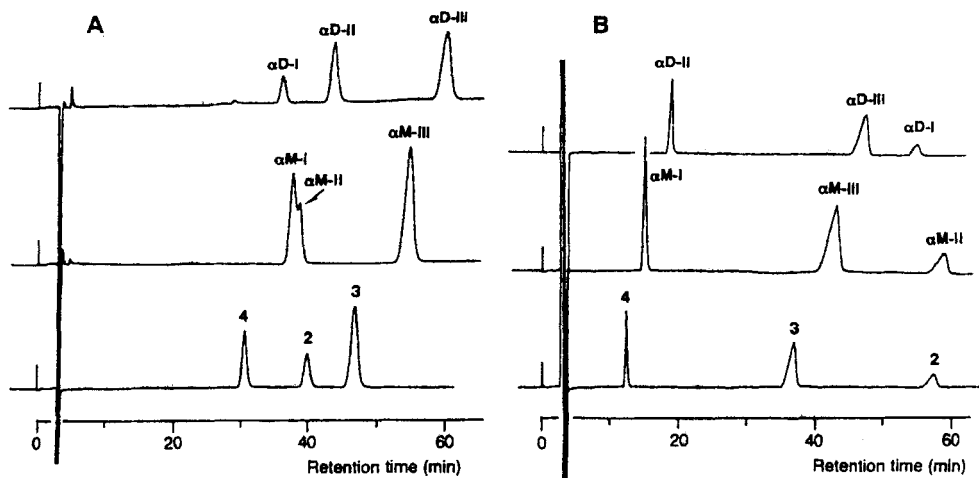 A
αD-I
αD-II
αD-III
αM-I
αM-II
αM-III
4
2
3
0
20
40
60
Retention time (min)
B
αD-II
αD-III
αD-I
αM-I
αM-III
αM-II
4
3
2
0
20
40
60
Retention time (min)